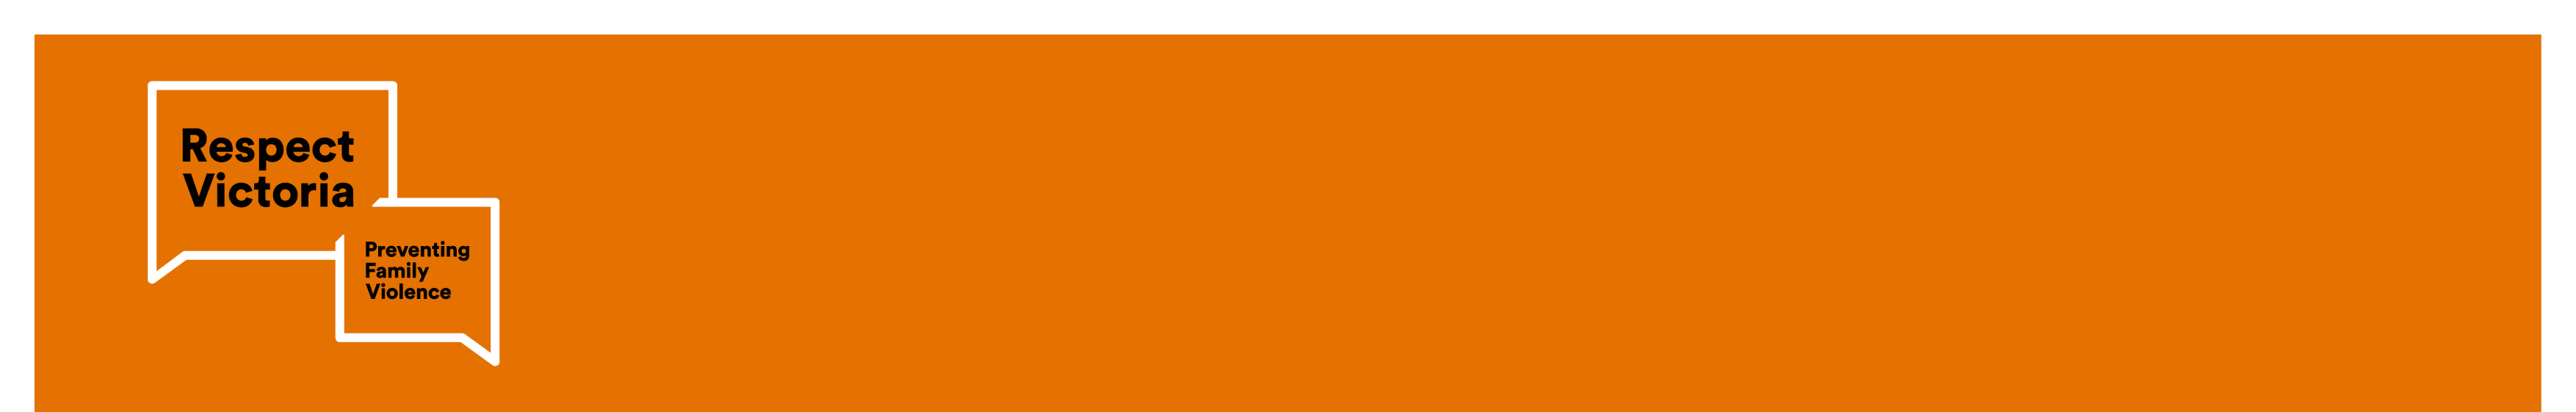 Respect
Victoria
Preventing
Family
Violence